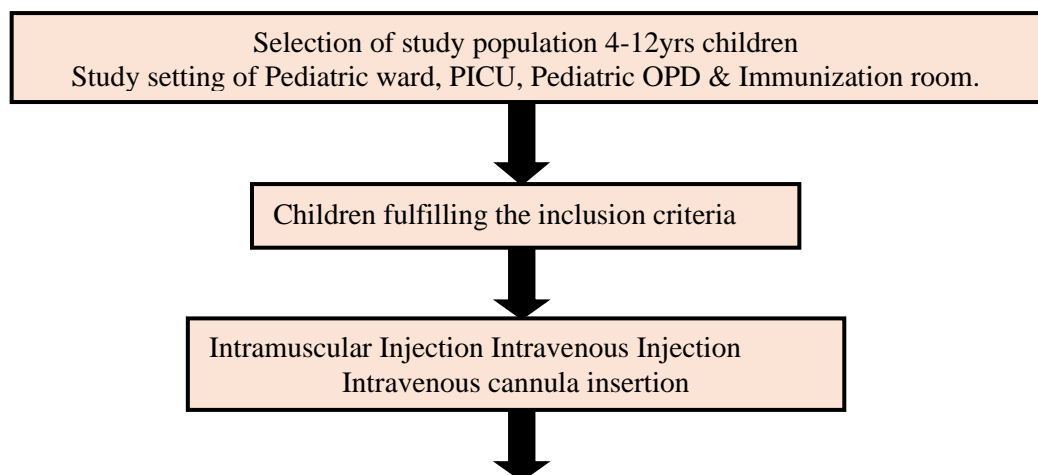 Selection of study population 4-12yrs children
Study setting of Pediatric ward, PICU, Pediatric OPD & Immunization room.
Children fulfilling the inclusion criteria
Intramuscular Injection Intravenous Injection
Intravenous cannula insertion